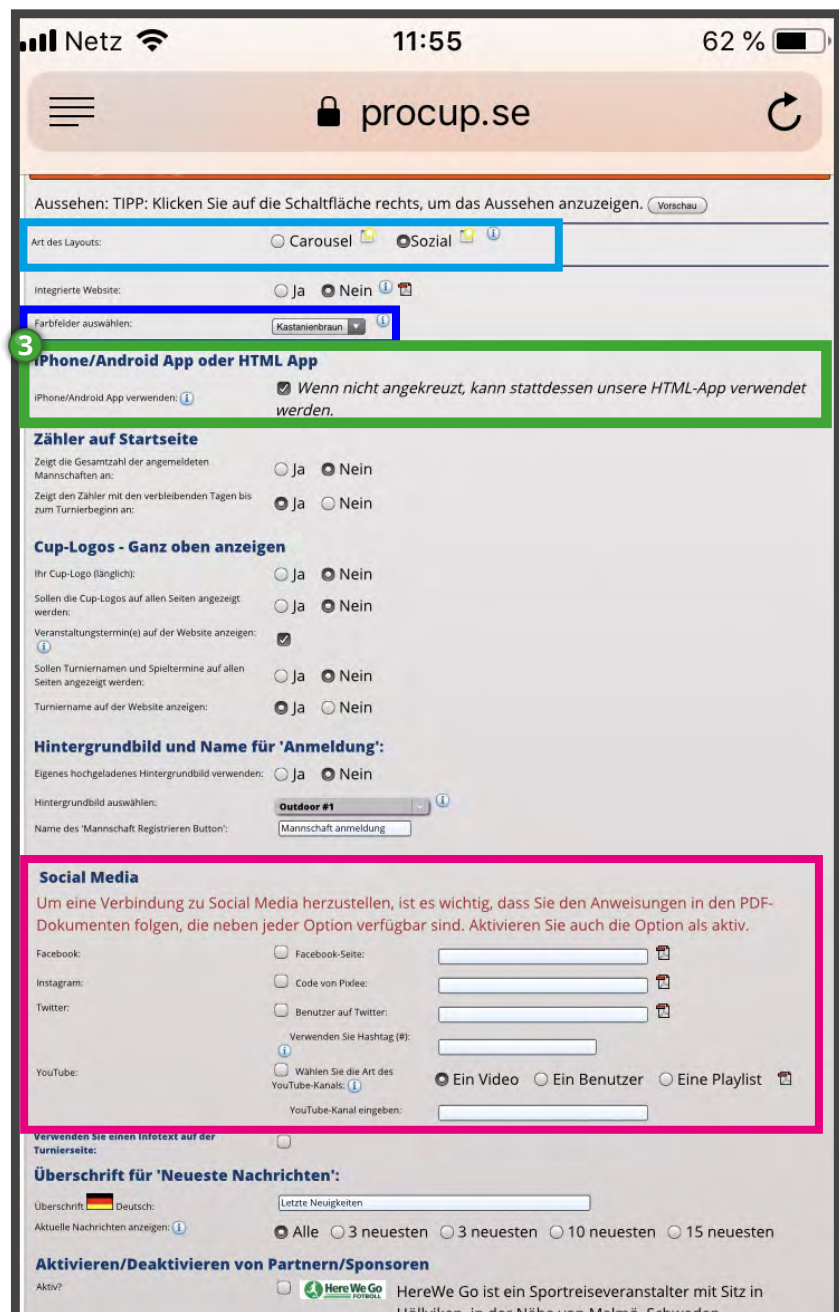 Netz 11:55 62 %
procup.se
Aussehen: TIPP: Klicken Sie auf die Schaltfläche rechts, um das Aussehen anzuzeigen. Vorschau
Art des Layouts: Carousel Sozial
Integrierte Website: Ja Nein
Farbfelder auswählen: Kastanienbraun
3
iPhone/Android App oder HTML App
iPhone/Android App verwenden: Wenn nicht angekreuzt, kann stattdessen unsere HTML-App verwendet
werden.
Zähler auf Startseite
Zeigt die Gesamtzahl der angemeldeten
Mannschaften an: Ja Nein
Zeigt den Zähler mit den verbleibenden Tagen bis
zum Turnierbeginn an: Ja Nein
Cup-Logos - Ganz oben anzeigen
Ihr Cup-Logo (länglich): Ja Nein
Sollen die Cup-Logos auf allen Seiten angezeigt
werden: Ja Nein
Veranstaltungstermin(e) auf der Website anzeigen:
Sollen Turniernamen und Spieltermine auf allen
Seiten angezeigt werden: Ja Nein
Turniername auf der Website anzeigen: Ja Nein
Hintergrundbild und Name für 'Anmeldung':
Eigenes hochgeladenes Hintergrundbild verwenden: Ja Nein
Hintergrundbild auswählen: Outdoor #1
Name des 'Mannschaft Registrieren Button': Mannschaft anmeldung
Social Media
Um eine Verbindung zu Social Media herzustellen, ist es wichtig, dass Sie den Anweisungen in den PDF-
Dokumenten folgen, die neben jeder Option verfügbar sind. Aktivieren Sie auch die Option als aktiv.
Facebook: Facebook-Seite:
Instagram: Code von Pixlee:
Twitter: Benutzer auf Twitter:
Verwenden Sie Hashtag (#):
YouTube: Wählen Sie die Art des
YouTube-Kanals: Ein Video Ein Benutzer Eine Playlist
YouTube-Kanal eingeben:
Verwenden Sie einen Infotext auf der
Turnierseite:
Überschrift für 'Neueste Nachrichten':
Überschrift Deutsch: Letzte Neuigkeiten
Aktuelle Nachrichten anzeigen: Alle 3 neuesten 3 neuesten 10 neuesten 15 neuesten
Aktivieren/Deaktivieren von Partnern/Sponsoren
Aktiv? Here We Go FOTBOLL HereWe Go ist ein Sportreiseveranstalter mit Sitz in
Höllviken, in der Nähe von Malmö, Schweden